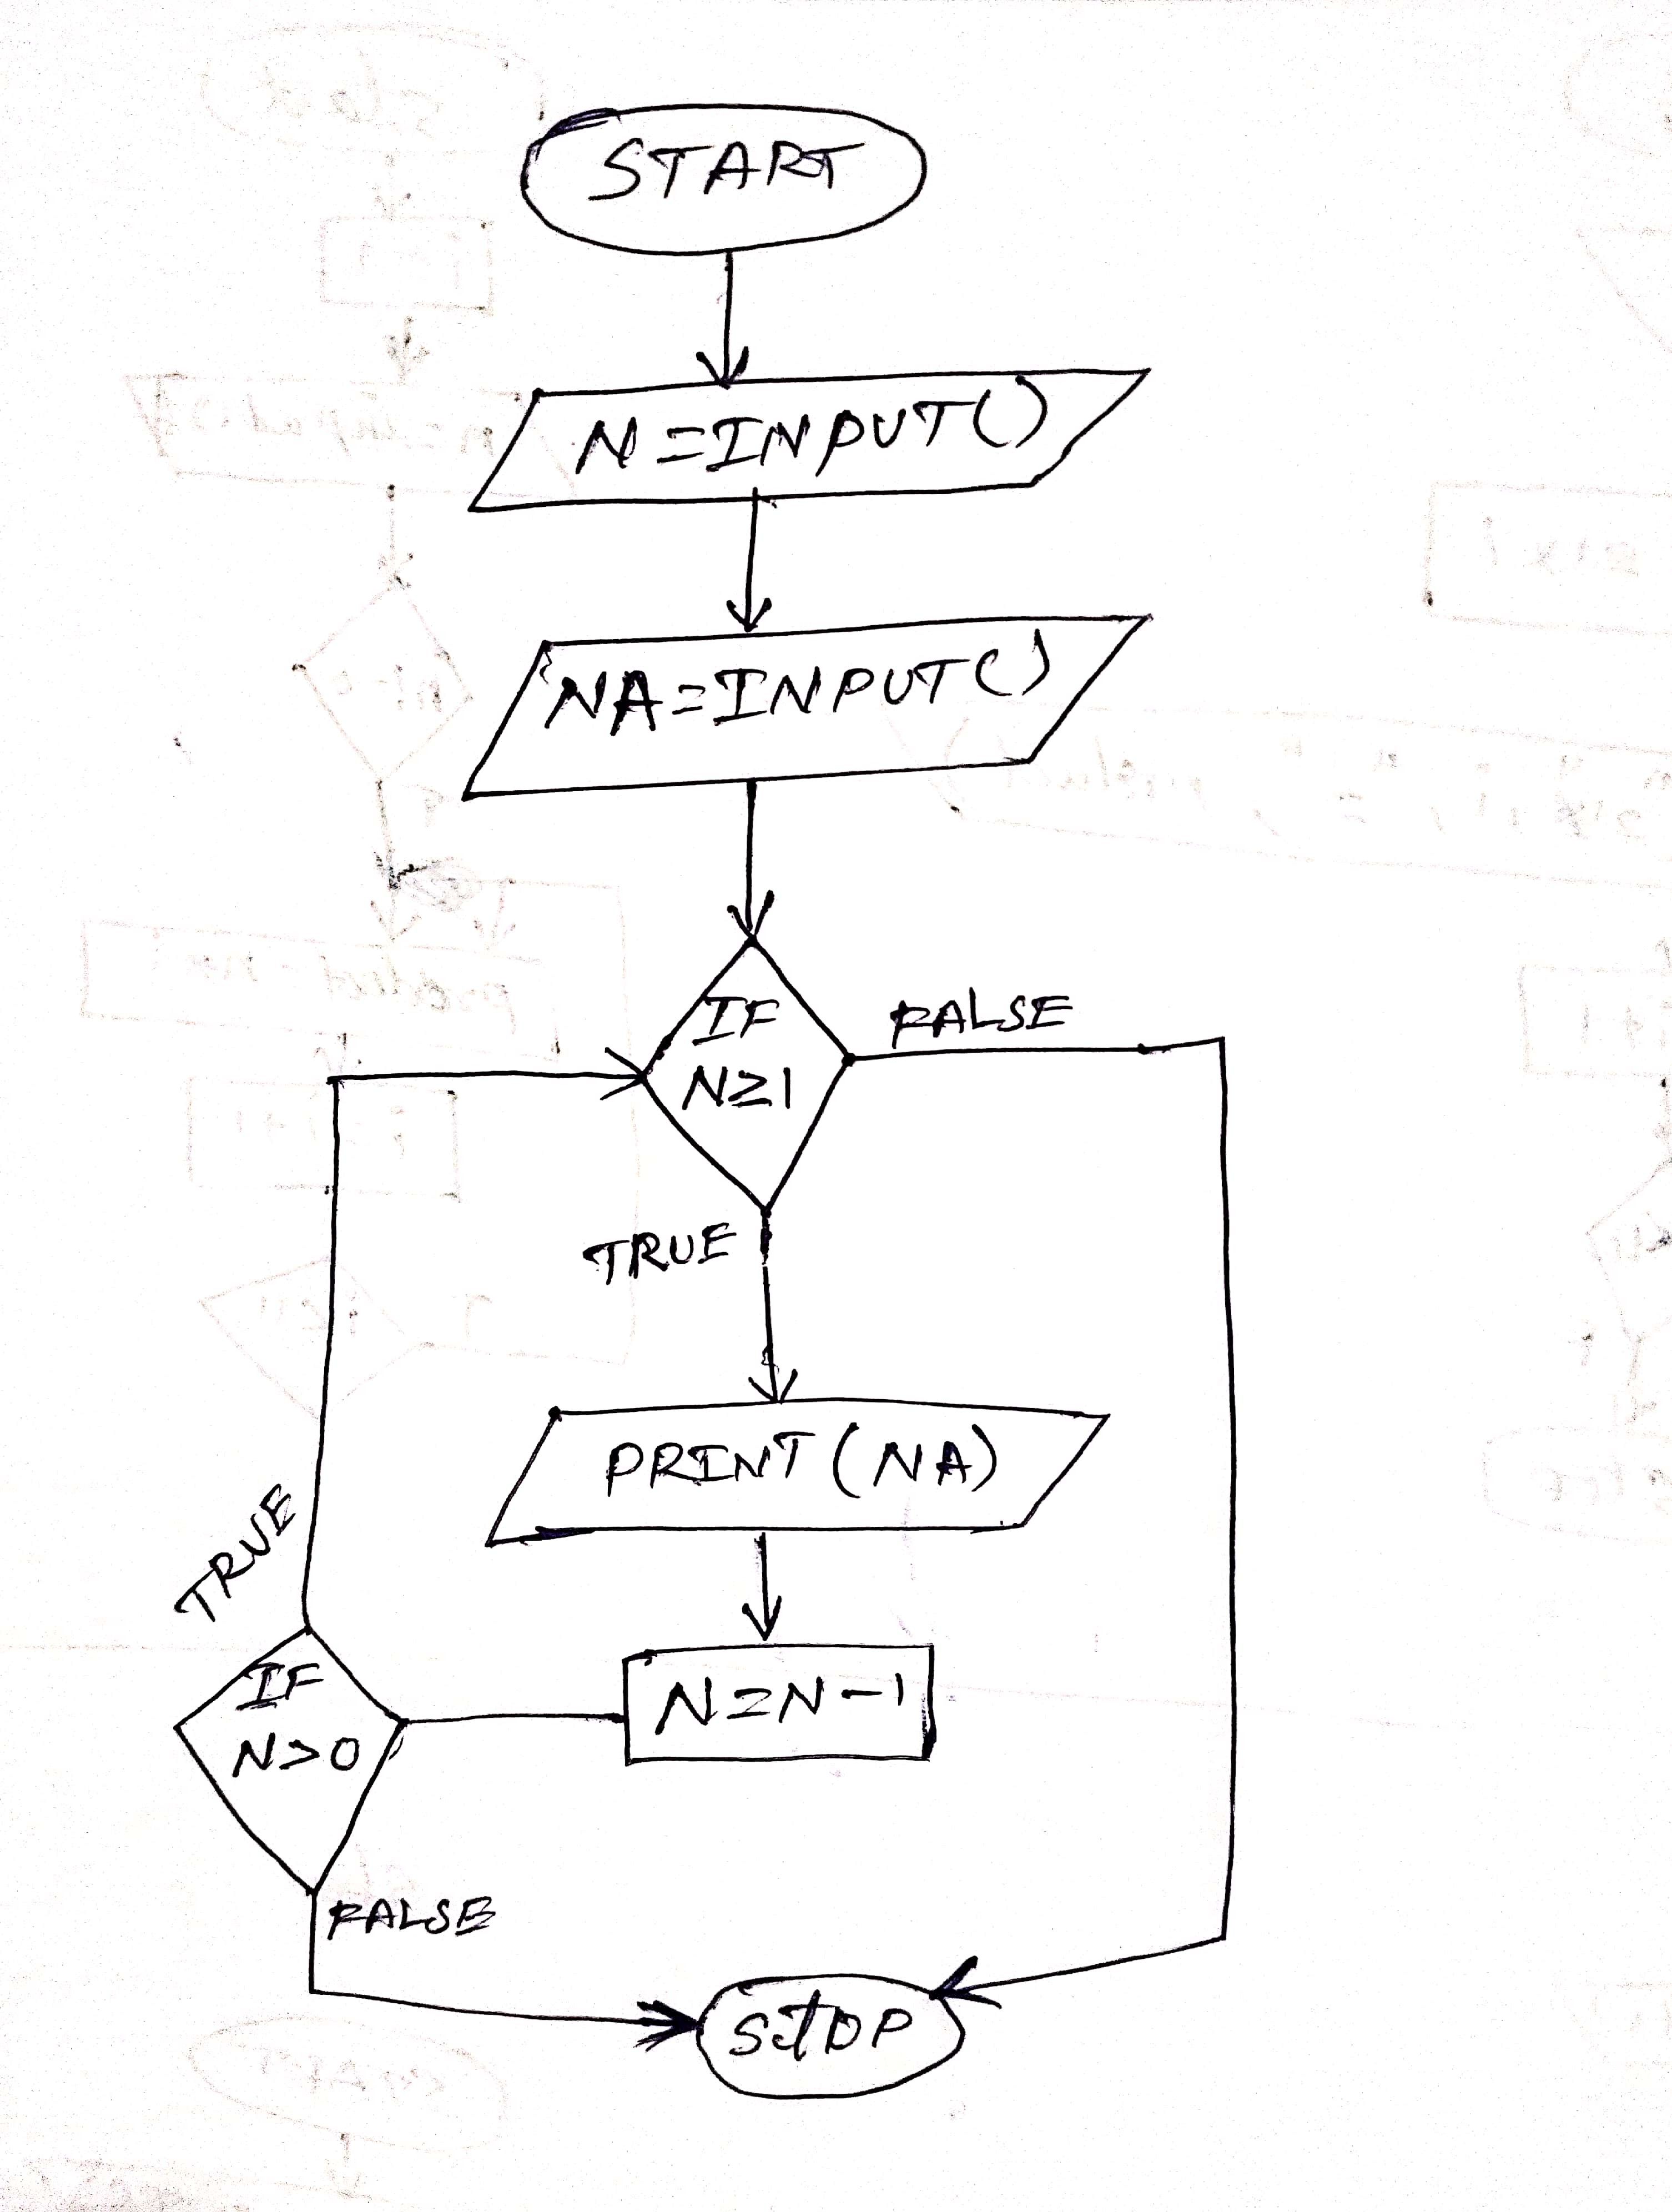 START
N=INPUT()
NA=INPUT()
IF
N≥1
FALSE
TRUE
PRINT(NA)
N=N-1
TRUE
IF
N>0
FALSE
STOP